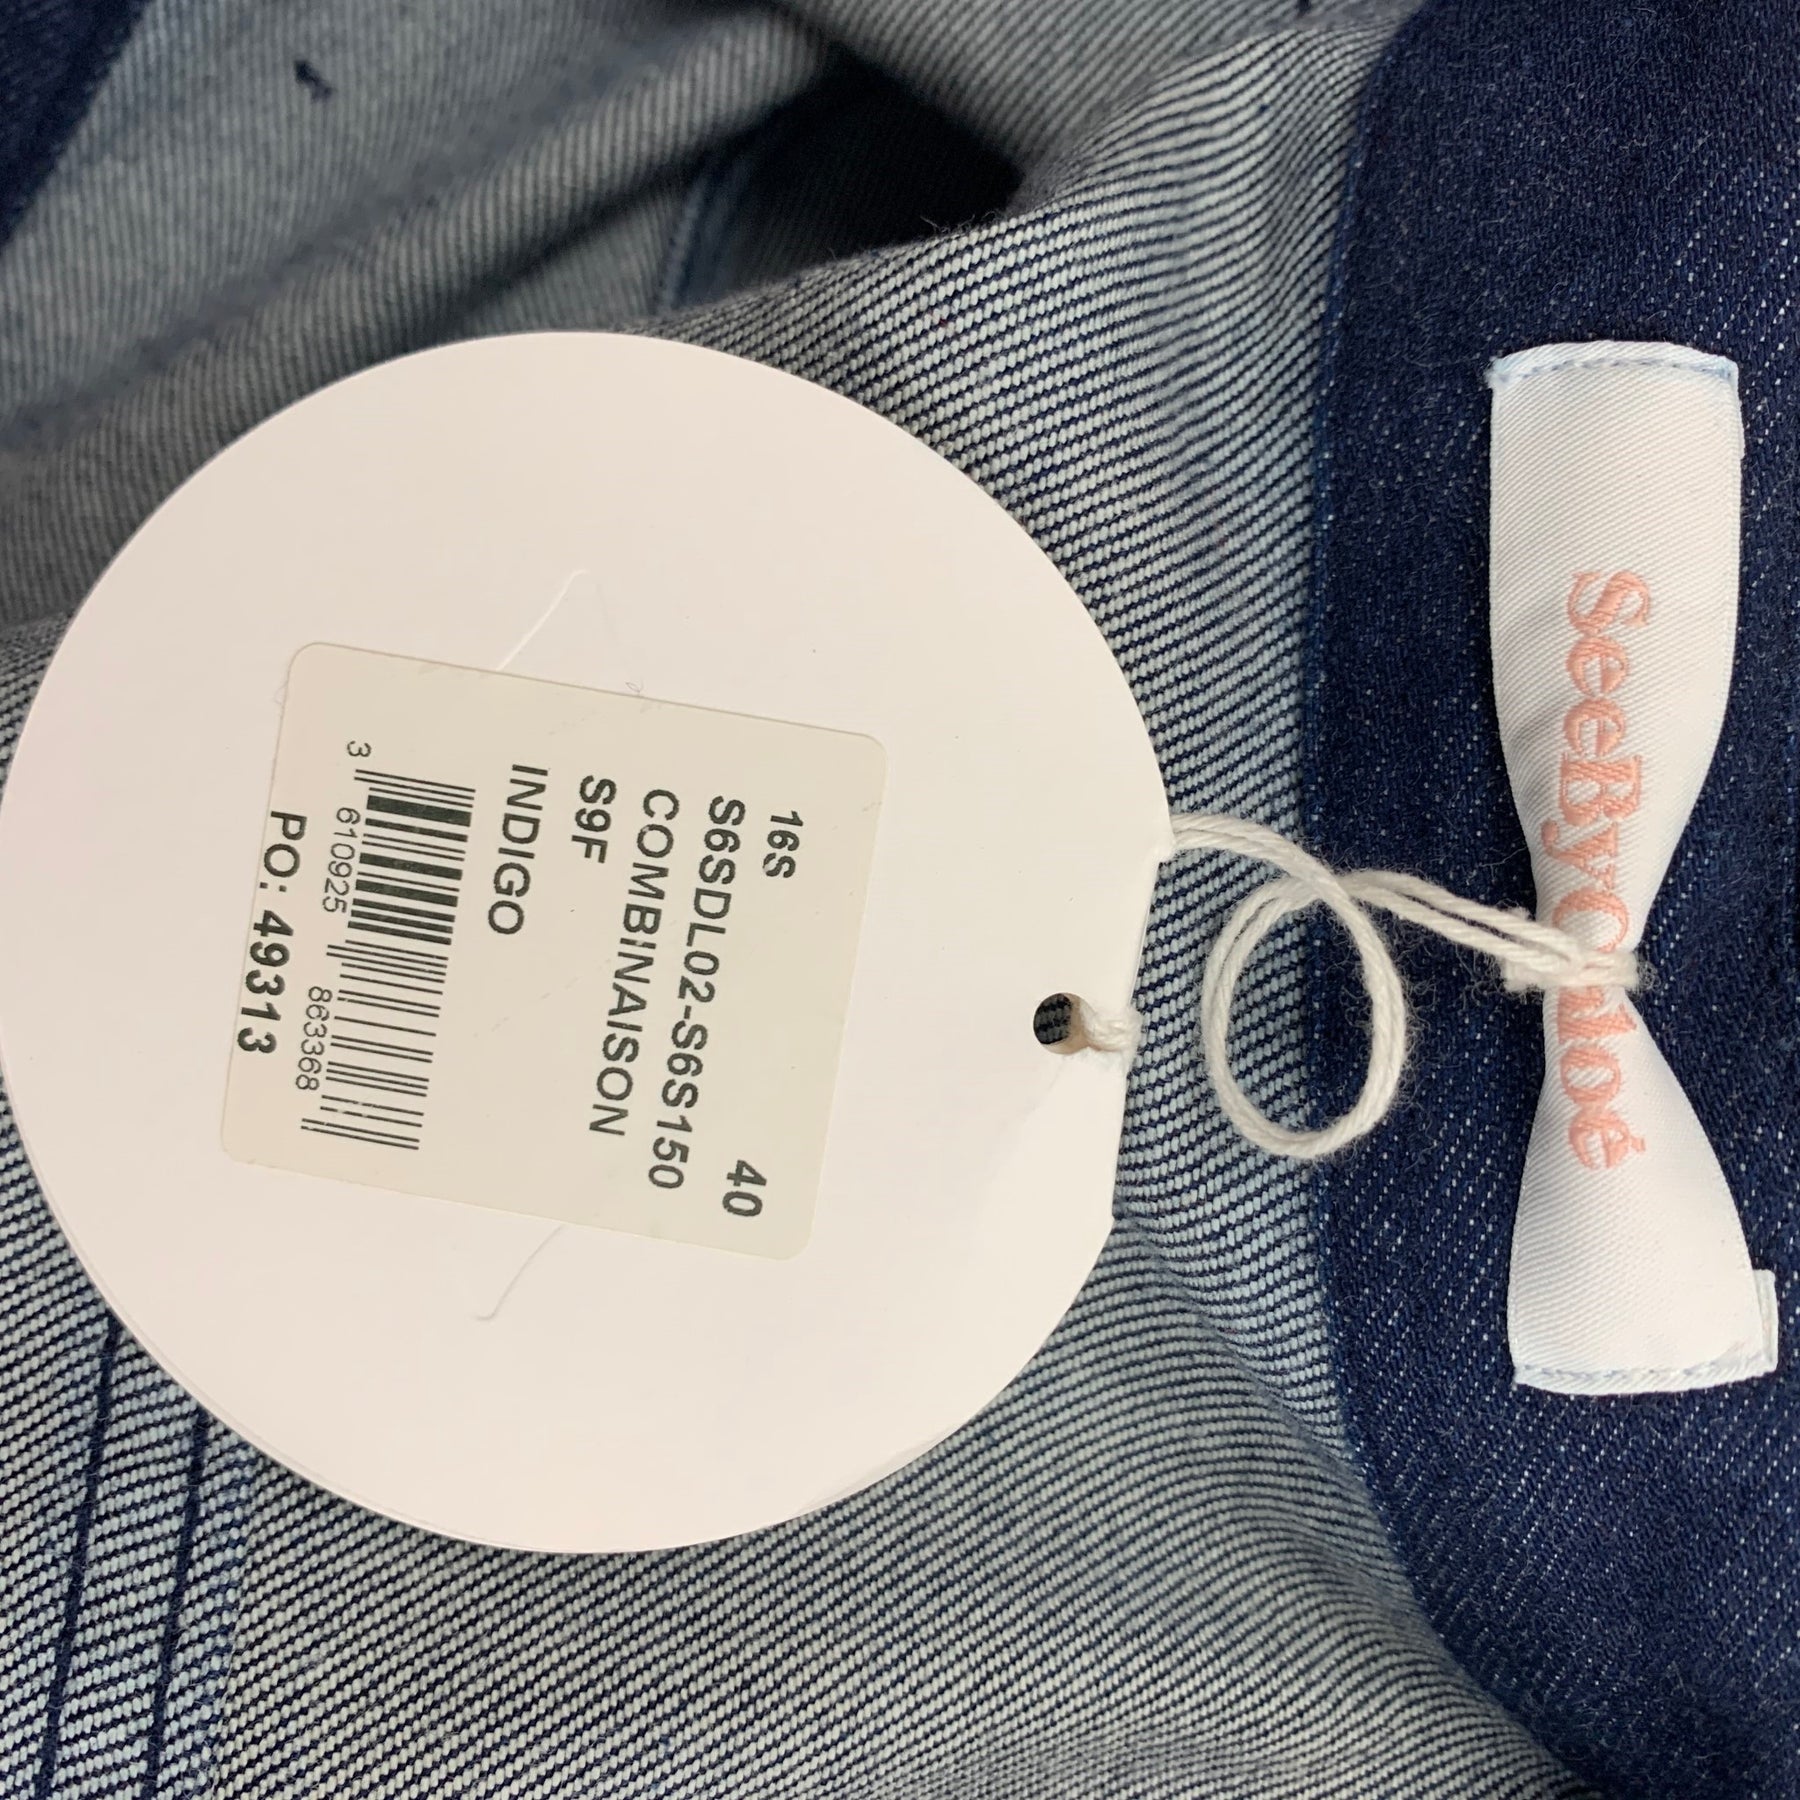 SeeByChloé
16S 40
S6SDL02-S6S150
COMBINAISON
S9F
INDIGO
3 610925 863368
PO: 49313